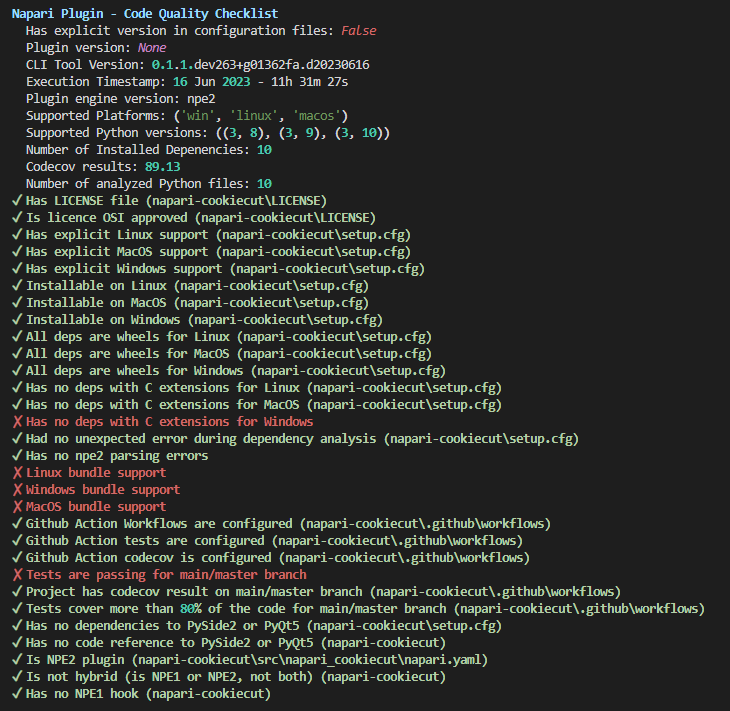 Napari Plugin - Code Quality Checklist
Has explicit version in configuration files: False
Plugin version: None
CLI Tool Version: 0.1.1.dev263+g01362fa.d20230616
Execution Timestamp: 16 Jun 2023 - 11h 31m 27s
Plugin engine version: npe2
Supported Platforms: ('win', 'linux', 'macos')
Supported Python versions: ((3, 8), (3, 9), (3, 10))
Number of Installed Depenencies: 10
Codecov results: 89.13
Number of analyzed Python files: 10
✓ Has LICENSE file (napari-cookiecut\LICENSE)
✓ Is licence OSI approved (napari-cookiecut\LICENSE)
✓ Has explicit Linux support (napari-cookiecut\setup.cfg)
✓ Has explicit MacOS support (napari-cookiecut\setup.cfg)
✓ Has explicit Windows support (napari-cookiecut\setup.cfg)
✓ Installable on Linux (napari-cookiecut\setup.cfg)
✓ Installable on MacOS (napari-cookiecut\setup.cfg)
✓ Installable on Windows (napari-cookiecut\setup.cfg)
✓ All deps are wheels for Linux (napari-cookiecut\setup.cfg)
✓ All deps are wheels for MacOS (napari-cookiecut\setup.cfg)
✓ All deps are wheels for Windows (napari-cookiecut\setup.cfg)
✓ Has no deps with C extensions for Linux (napari-cookiecut\setup.cfg)
✓ Has no deps with C extensions for MacOS (napari-cookiecut\setup.cfg)
✗ Has no deps with C extensions for Windows
✓ Had no unexpected error during dependency analysis (napari-cookiecut\setup.cfg)
✓ Has no npe2 parsing errors
✗ Linux bundle support
✗ Windows bundle support
✗ MacOS bundle support
✓ Github Action Workflows are configured (napari-cookiecut\.github\workflows)
✓ Github Action tests are configured (napari-cookiecut\.github\workflows)
✓ Github Action codecov is configured (napari-cookiecut\.github\workflows)
✗ Tests are passing for main/master branch
✓ Project has codecov result on main/master branch (napari-cookiecut\.github\workflows)
✓ Tests cover more than 80% of the code for main/master branch (napari-cookiecut\.github\workflows)
✓ Has no dependencies to PySide2 or PyQt5 (napari-cookiecut\setup.cfg)
✓ Has no code reference to PySide2 or PyQt5 (napari-cookiecut)
✓ Is NPE2 plugin (napari-cookiecut\src\napari_cookiecut\napari.yaml)
✓ Is not hybrid (is NPE1 or NPE2, not both) (napari-cookiecut)
✓ Has no NPE1 hook (napari-cookiecut)